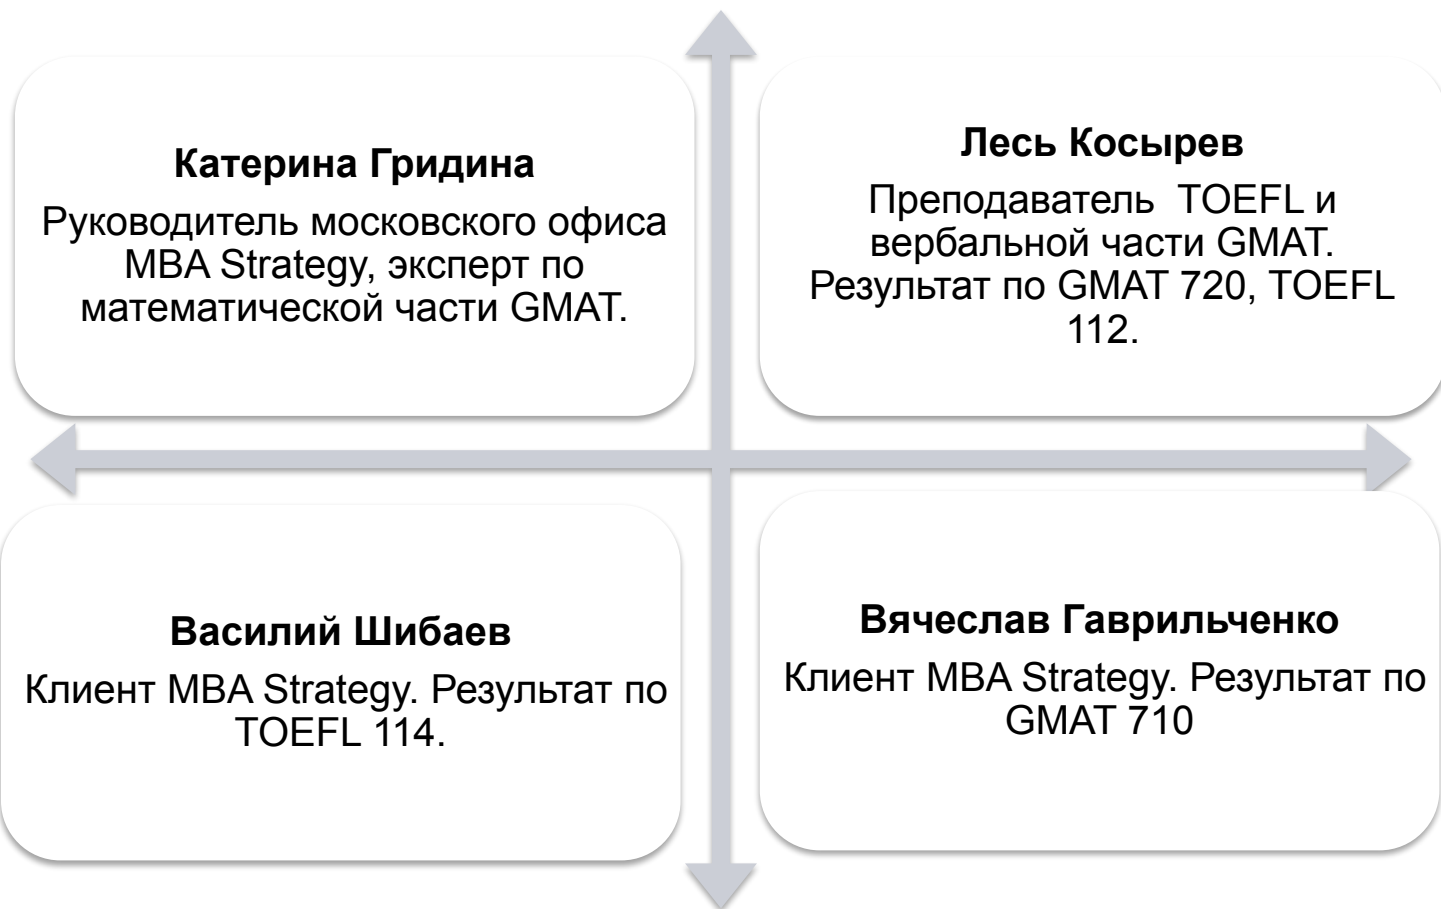 Катерина Гридина
Руководитель московского офиса
MBA Strategy, эксперт по
математической части GMAT.
Лесь Косырев
Преподаватель  TOEFL и
вербальной части GMAT.
Результат по GMAT 720, TOEFL
112.
Василий Шибаев
Клиент MBA Strategy. Результат по
TOEFL 114.
Вячеслав Гаврильченко
Клиент MBA Strategy. Результат по
GMAT 710